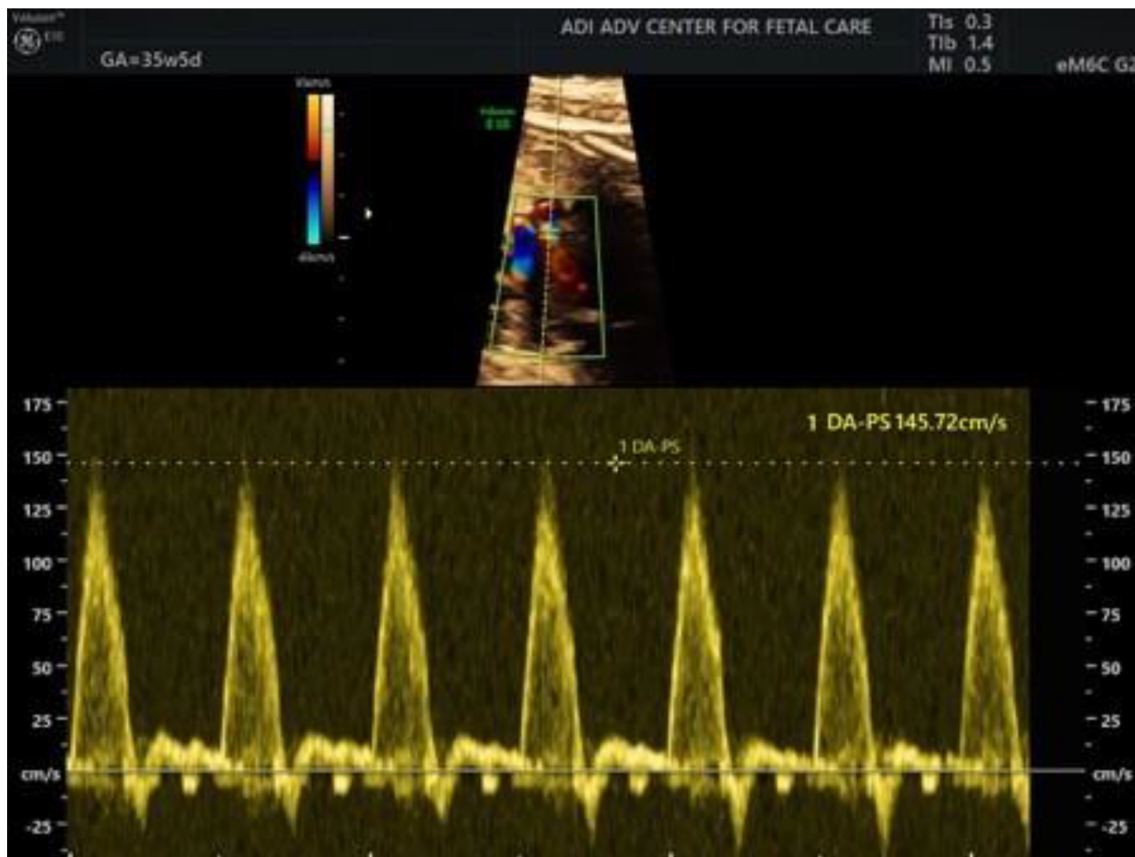 Voluson™
E10
ADI ADV CENTER FOR FETAL CARE
TIs 0.3
TIb 1.4
MI 0.5
eM6C G2
GA=35w5d
175
150
125
100
75
50
25
cm/s
-25
1 DA-PS 145.72cm/s
1 DA-PS
175
150
125
100
75
50
25
cm/s
-25